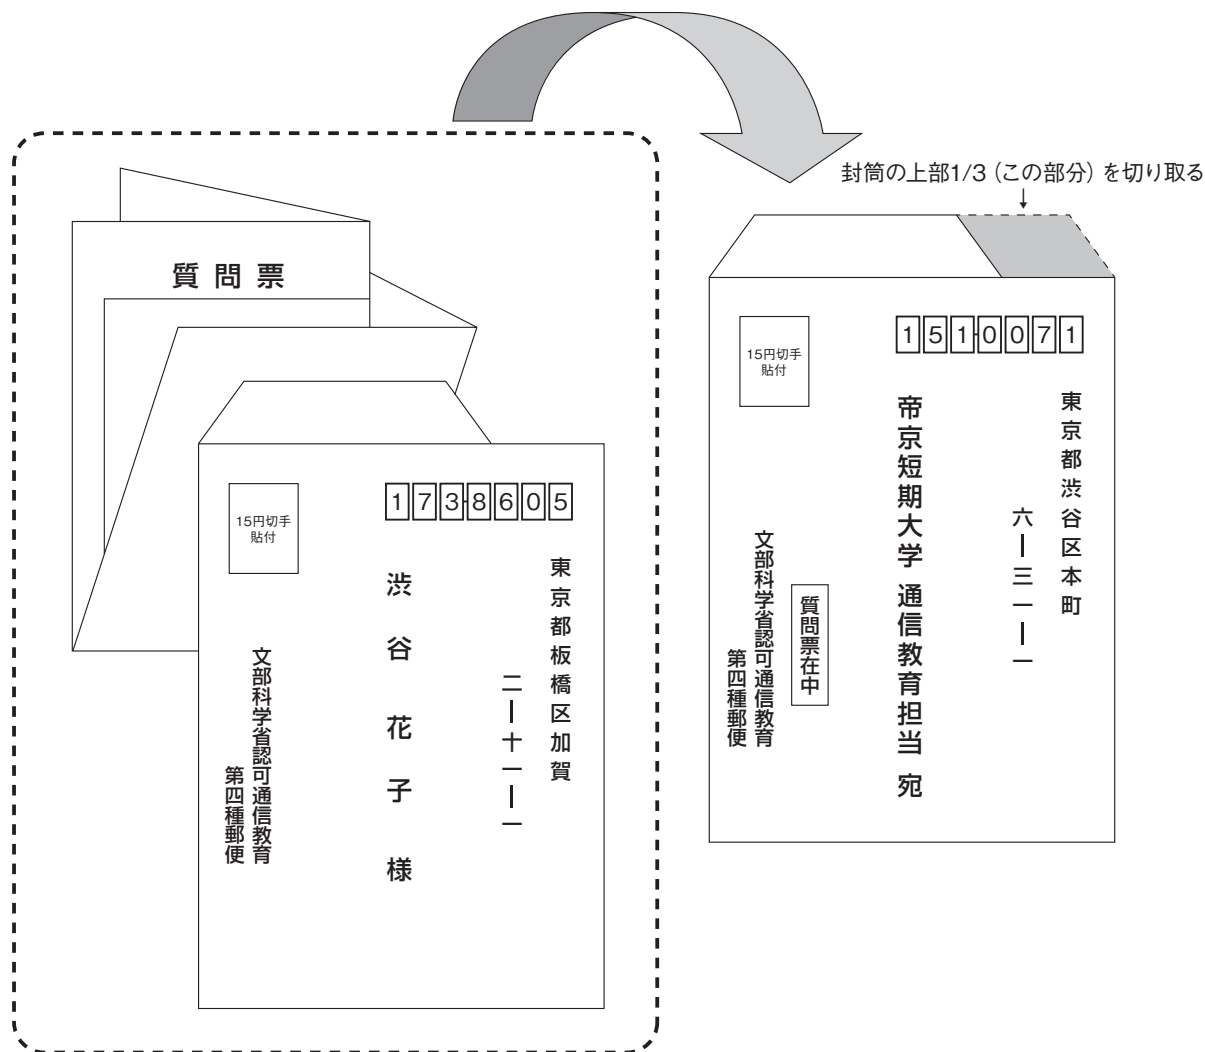 封筒の上部1/3（この部分）を切り取る
質問票
15円切手
貼付
173-8605
東京都板橋区加賀
二ー十一ー一
渋谷花子様
文部科学省認可通信教育
第四種郵便
15円切手
貼付
151-0071
東京都渋谷区本町
六ー三一ー一
帝京短期大学 通信教育担当 宛
質問票在中
文部科学省認可通信教育
第四種郵便